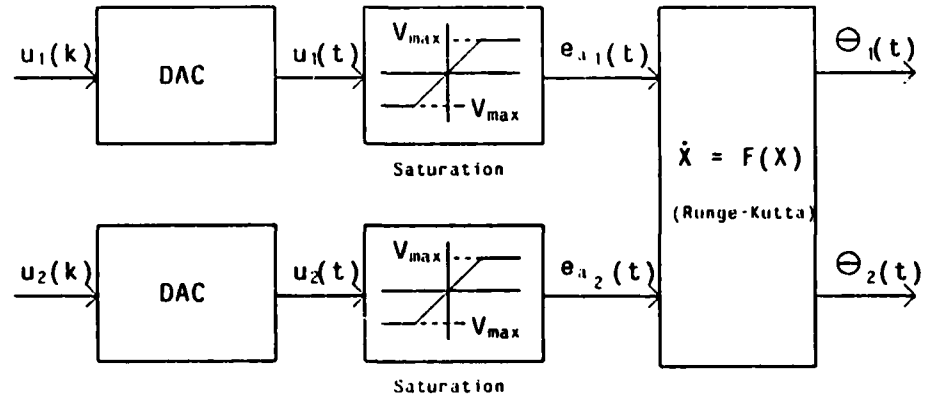 u₁(k)
DAC
u₁(t)
Vmax
- Vmax
Saturation
eₐ₁(t)
Ẋ = F(X)
(Runge-Kutta)
Θ₁(t)
u₂(k)
DAC
u₂(t)
Vmax
- Vmax
Saturation
eₐ₂(t)
Θ₂(t)